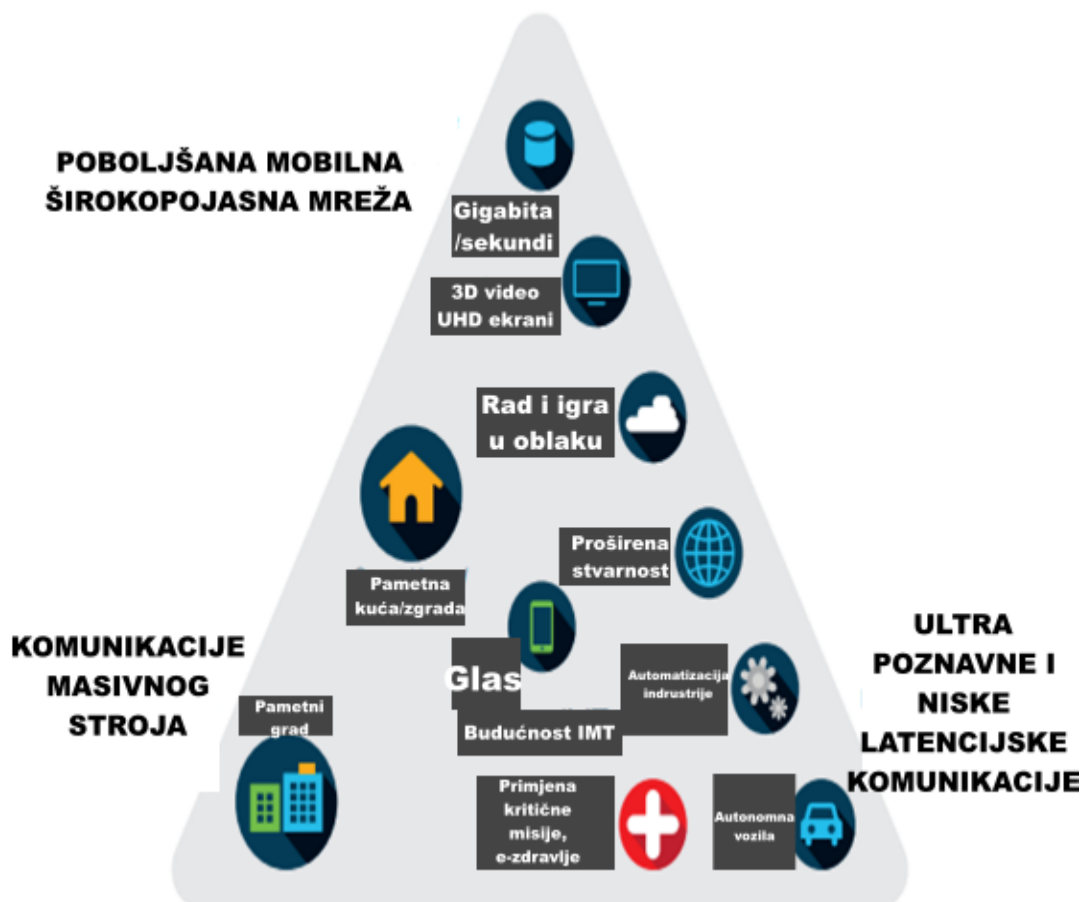 POBOLJŠANA MOBILNA
ŠIROKOPOJASNA MREŽA
Gigabita
/sekundi
3D video
UHD ekrani
Rad i igra
u oblaku
Proširena
stvarnost
Pametna
kuća/zgrada
KOMUNIKACIJE
MASIVNOG
STROJA
Pametni
grad
Glas
Automatizacija
indrustrije
Budućnost IMT
ULTRA
POZNAVNE I
NISKE
LATENCIJSKE
KOMUNIKACIJE
Primjena
kritične
misije,
e-zdravlje
Autonomna
vozila